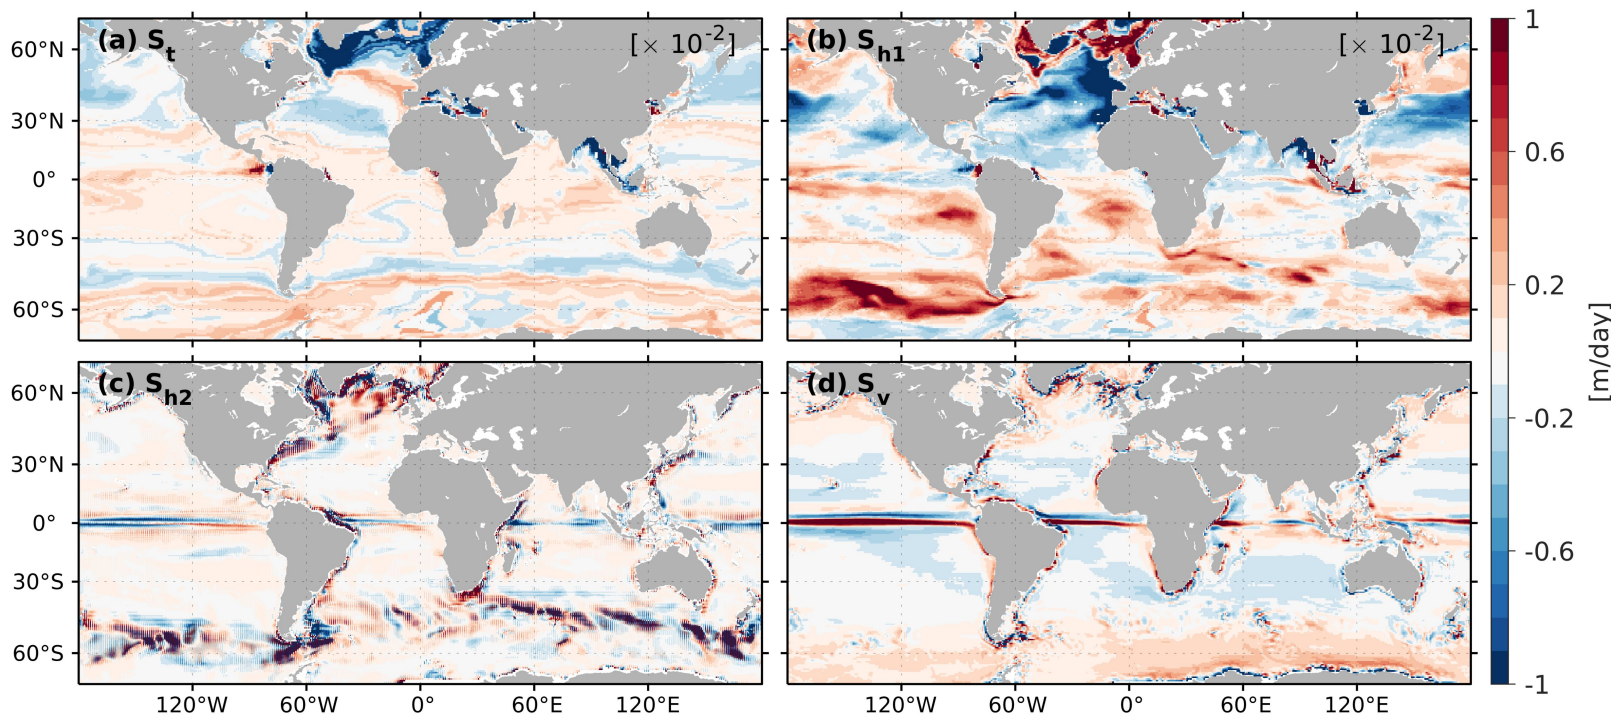 (a) S_t [× 10^-2]
(b) S_h1 [× 10^-2]
60°N
30°N
0°
30°S
60°S
(c) S_h2
(d) S_v
60°N
30°N
0°
30°S
60°S
120°W 60°W 0° 60°E 120°E
120°W 60°W 0° 60°E 120°E
1
0.6
0.2
-0.2
-0.6
-1
[m/day]